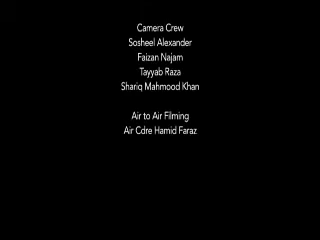 Camera Crew
Sosheel Alexander
Faizan Najam
Tayyab Raza
Shariq Mahmood Khan
Air to Air Filming
Air Cdre Hamid Faraz